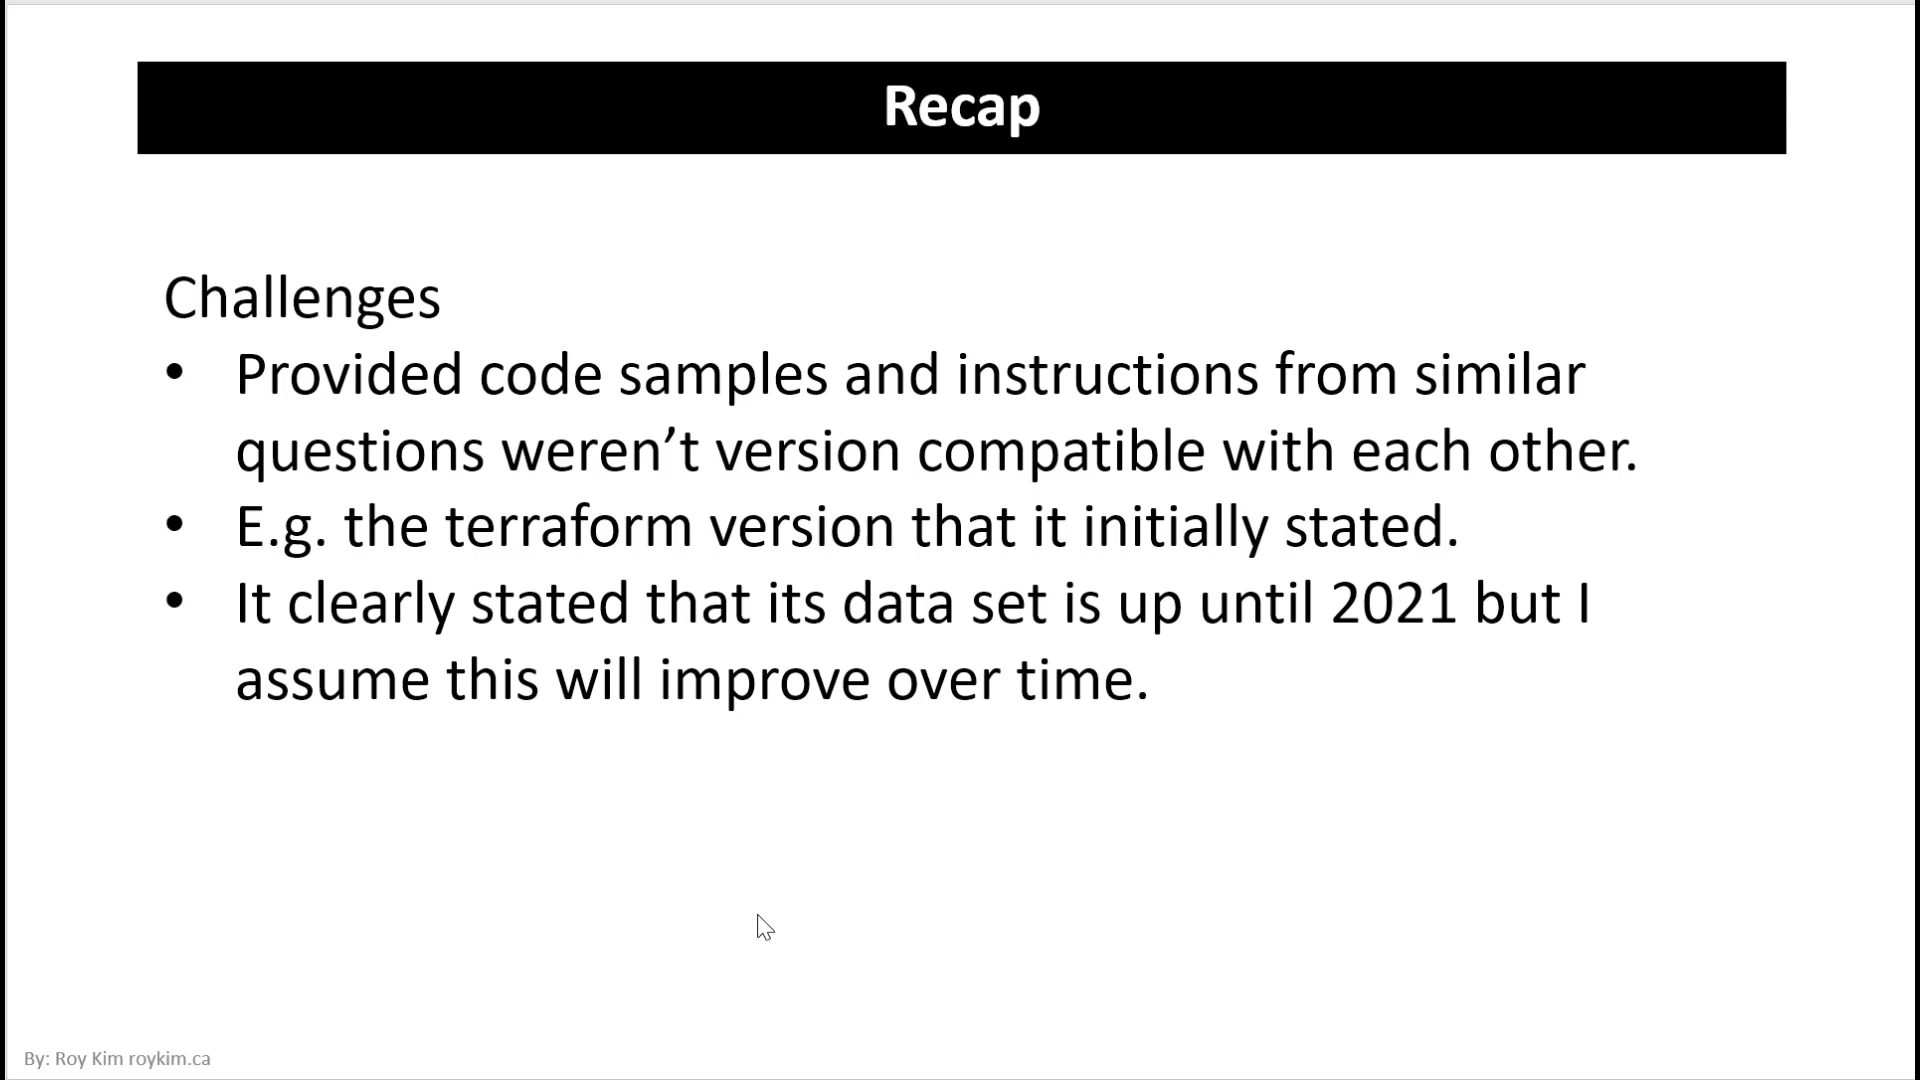 Recap
Challenges
• Provided code samples and instructions from similar
questions weren’t version compatible with each other.
• E.g. the terraform version that it initially stated.
• It clearly stated that its data set is up until 2021 but I
assume this will improve over time.
By: Roy Kim roykim.ca